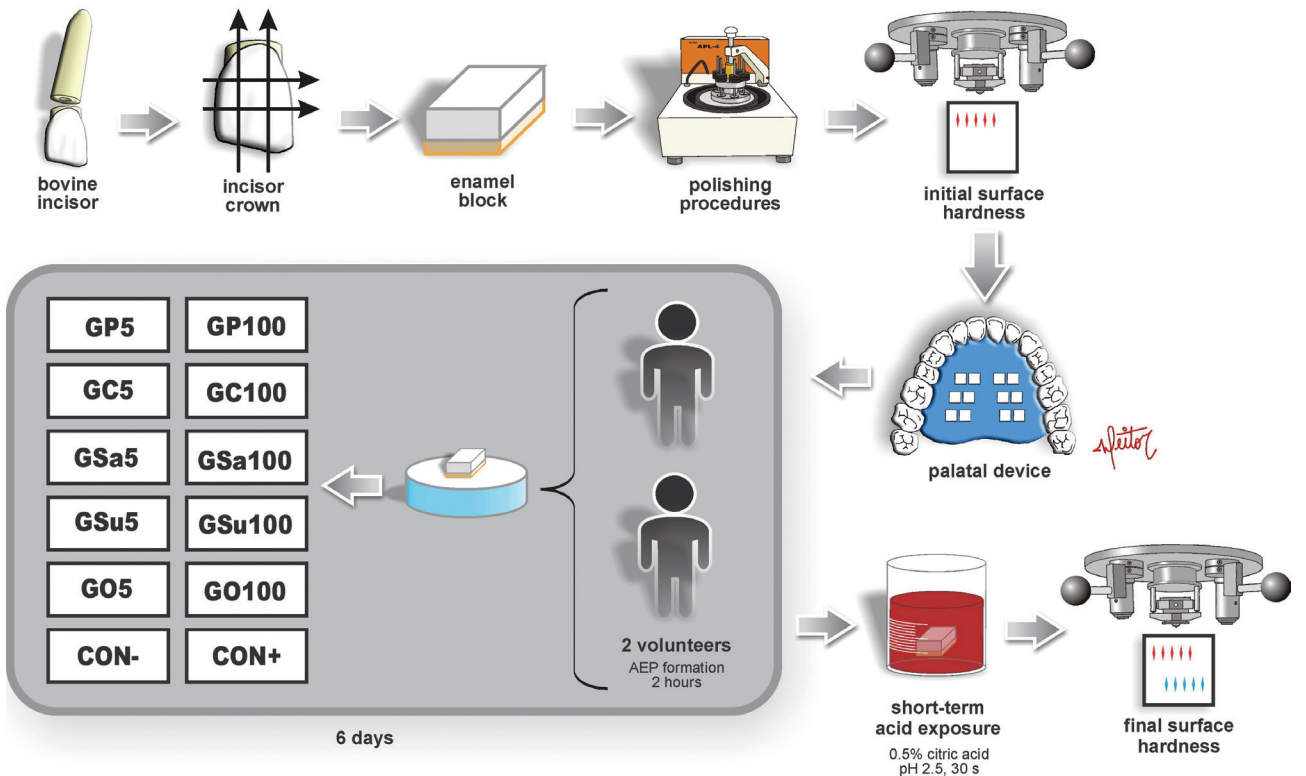 APL-4
bovine
incisor
incisor
crown
enamel
block
polishing
procedures
initial surface
hardness
palatal device
GP5
GP100
GC5
GC100
GSa5
GSa100
GSu5
GSu100
GO5
GO100
CON-
CON+
2 volunteers
AEP formation
2 hours
6 days
short-term
acid exposure
0.5% citric acid
pH 2.5, 30 s
final surface
hardness